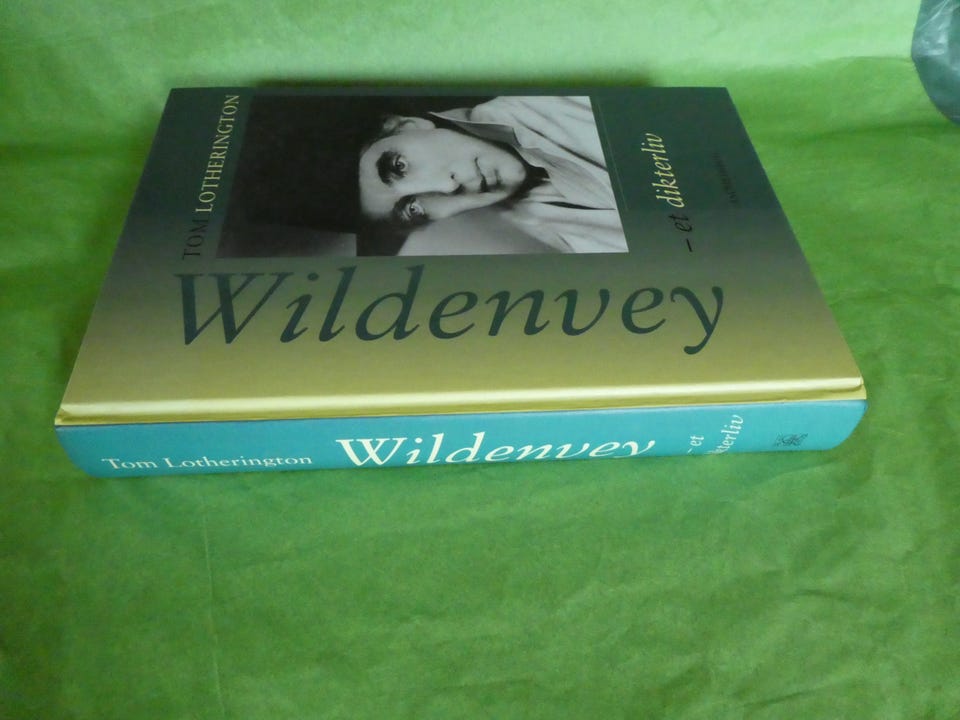 TOM LOTHERINGTON
Wildenvey
– et dikterliv
Tom Lotherington
Wildenvey
– et
dikterliv